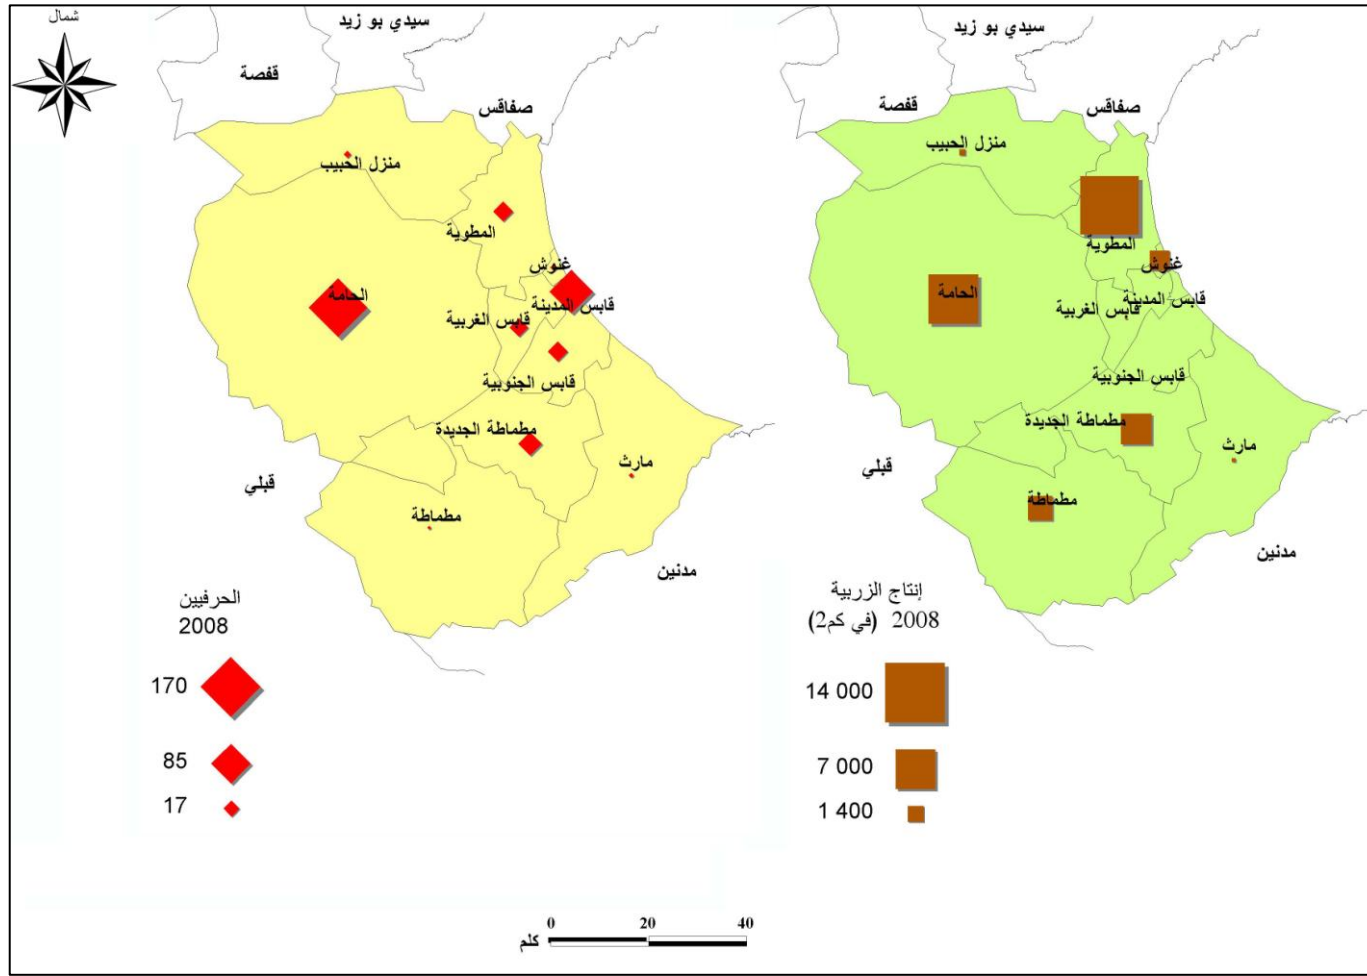 شمال
سيدي بو زيد
قفصة
صفاقس
منزل الحبيب
المطوية
غنوش
الحامة
قابس المدينة
قابس الغربية
قابس الجنوبية
مطماطة الجديدة
مارث
قبلي
مطماطة
مدنين
الحرفيين
2008
170
85
17
سيدي بو زيد
قفصة
صفاقس
منزل الحبيب
المطوية
غنوش
الحامة
قابس المدينة
قابس الغربية
قابس الجنوبية
مطماطة الجديدة
مارث
قبلي
مطماطة
مدنين
إنتاج الزربية
2008 (في كم2)
14 000
7 000
1 400
0 20 40
كلم